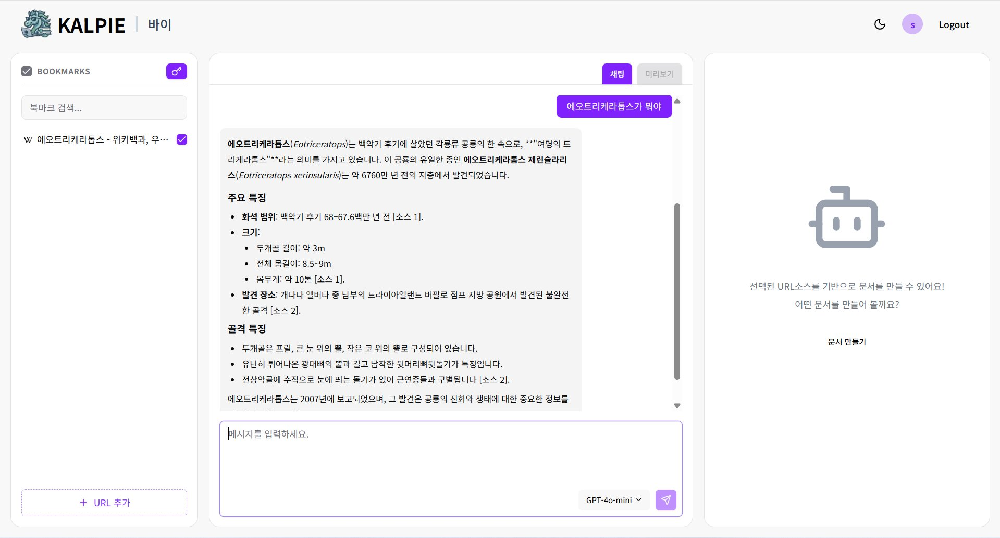 KALPIE
바이
s
Logout
BOOKMARKS
북마크 검색...
W 에오트리케라톱스 - 위키백과, 우...
URL 추가
채팅
미리보기
에오트리케라톱스가 뭐야
에오트리케라톱스(Eotriceratops)는 백악기 후기에 살았던 각룡류 공룡의 한 속으로, **"여명의 트
리케라톱스"**라는 의미를 가지고 있습니다. 이 공룡의 유일한 종인 에오트리케라톱스 제린술라리
스(Eotriceratops xerinsularis)는 약 6760만 년 전의 지층에서 발견되었습니다.
주요 특징
화석 범위: 백악기 후기 68–67.6백만 년 전 [소스 1].
크기:
두개골 길이: 약 3m
전체 몸길이: 8.5~9m
몸무게: 약 10톤 [소스 1].
발견 장소: 캐나다 앨버타 중 남부의 드라이아일랜드 버팔로 점프 지방 공원에서 발견된 불완전
한 골격 [소스 2].
골격 특징
두개골은 프릴, 큰 눈 위의 뿔, 작은 코 위의 뿔로 구성되어 있습니다.
유난히 튀어나온 광대뼈의 뿔과 길고 납작한 뒷머리뼈뒷돌기가 특징입니다.
전상악골에 수직으로 눈에 띄는 돌기가 있어 근연종들과 구별됩니다 [소스 2].
에오트리케라톱스는 2007년에 보고되었으며, 그 발견은 공룡의 진화와 생태에 대한 중요한 정보를
메시지를 입력하세요.
GPT-4o-mini
선택된 URL소스를 기반으로 문서를 만들 수 있어요!
어떤 문서를 만들어 볼까요?
문서 만들기